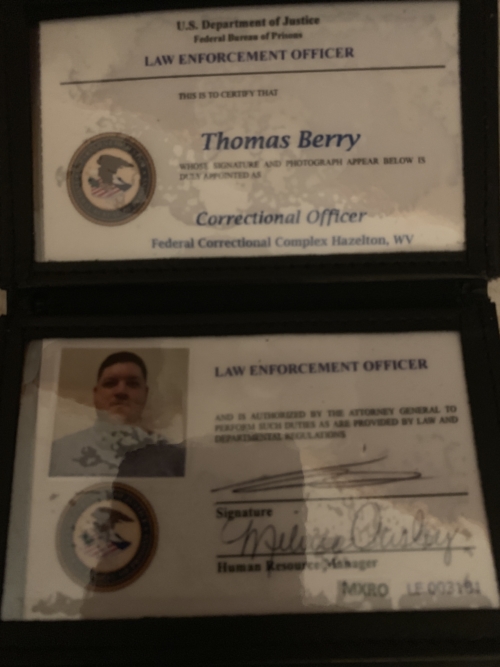 U.S. Department of Justice
Federal Bureau of Prisons
LAW ENFORCEMENT OFFICER
THIS IS TO CERTIFY THAT
Thomas Berry
WHOSE SIGNATURE AND PHOTOGRAPH APPEAR BELOW IS
DULY APPOINTED AS
Correctional Officer
Federal Correctional Complex Hazelton, WV
LAW ENFORCEMENT OFFICER
AND IS AUTHORIZED BY THE ATTORNEY GENERAL TO
PERFORM SUCH DUTIES AS ARE PROVIDED BY LAW AND
DEPARTMENTAL REGULATIONS
Signature
Human Resource Manager
MXRO LE 003181